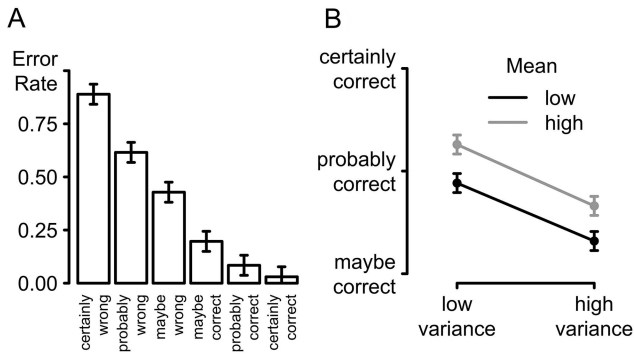 A
Error
Rate
0.75
0.50
0.25
0.00
certainly
wrong
probably
wrong
maybe
wrong
maybe
correct
probably
correct
certainly
correct
B
certainly
correct
probably
correct
maybe
correct
Mean
low
high
low
variance
high
variance